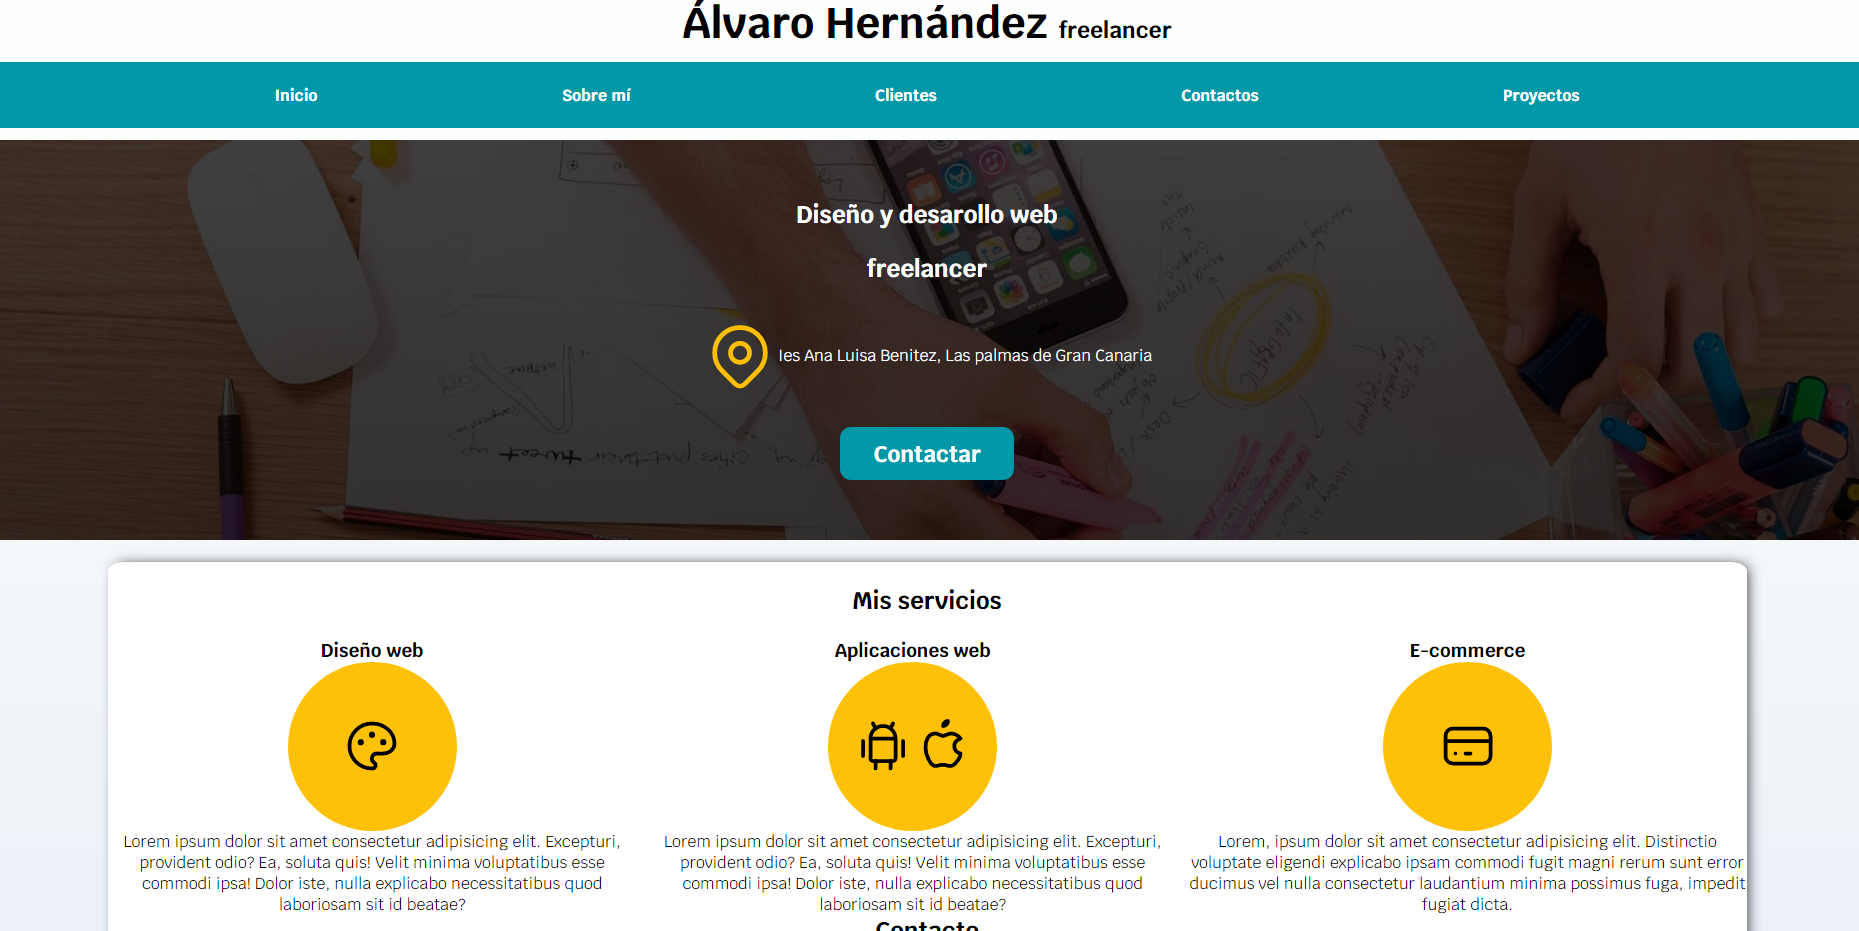 Álvaro Hernández freelancer
Inicio Sobre mí Clientes Contactos Proyectos
Diseño y desarollo web
freelancer
Ies Ana Luisa Benitez, Las palmas de Gran Canaria
Contactar
Mis servicios
Diseño web
Aplicaciones web
E-commerce
Lorem ipsum dolor sit amet consectetur adipisicing elit. Excepturi,
provident odio? Ea, soluta quis! Velit minima voluptatibus esse
commodi ipsa! Dolor iste, nulla explicabo necessitatibus quod
laboriosam sit id beatae?
Lorem ipsum dolor sit amet consectetur adipisicing elit. Excepturi,
provident odio? Ea, soluta quis! Velit minima voluptatibus esse
commodi ipsa! Dolor iste, nulla explicabo necessitatibus quod
laboriosam sit id beatae?
Lorem, ipsum dolor sit amet consectetur adipisicing elit. Distinctio
voluptate eligendi explicabo ipsam commodi fugit magni rerum sunt error
ducimus vel nulla consectetur laudantium minima possimus fuga, impedit
fugiat dicta.
Contacto